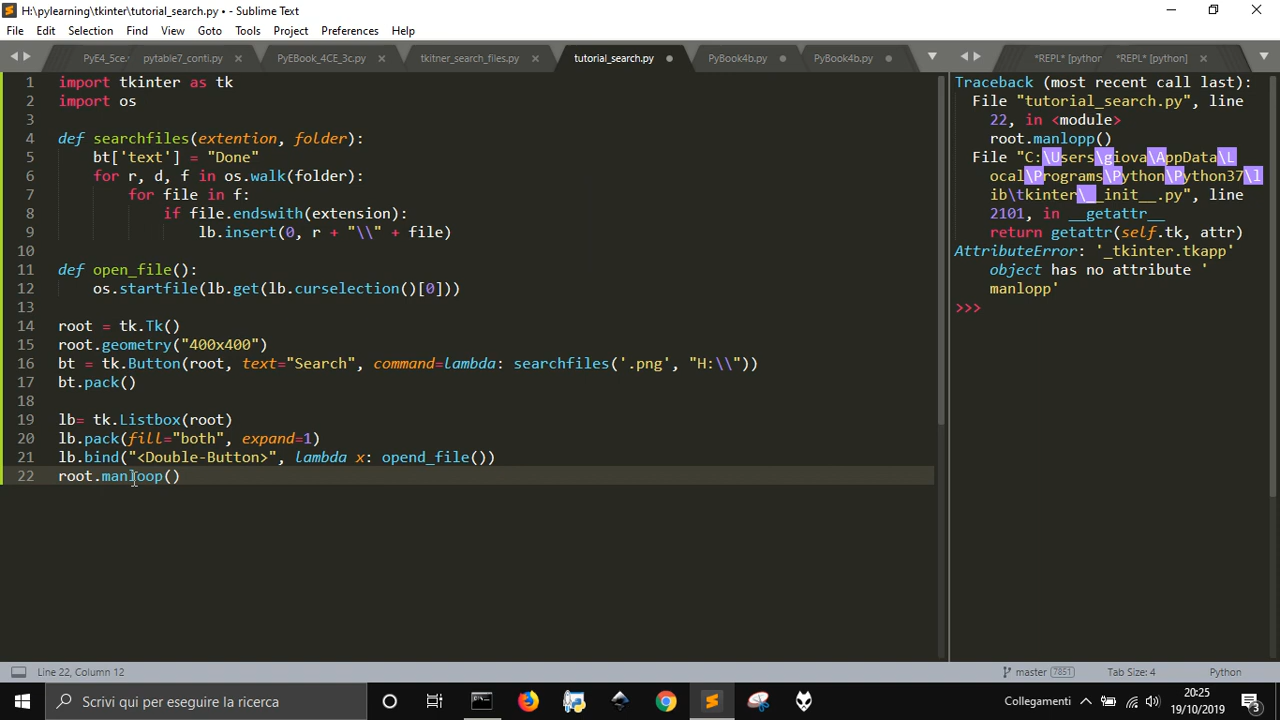 H:\pylearning\tkinter\tutorial_search.py • - Sublime Text
File Edit Selection Find View Goto Tools Project Preferences Help
PyE4_5ce. pytable7_conti.py PyEBook_4CE_3c.py tkitner_search_files.py tutorial_search.py PyBook4b.py PyBook4b.py *REPL* [python *REPL* [python]
1 import tkinter as tk
2 import os
3
4 def searchfiles(extention, folder):
5 bt['text'] = "Done"
6 for r, d, f in os.walk(folder):
7 for file in f:
8 if file.endswith(extension):
9 lb.insert(0, r + "\\" + file)
10
11 def open_file():
12 os.startfile(lb.get(lb.curselection()[0]))
13
14 root = tk.Tk()
15 root.geometry("400x400")
16 bt = tk.Button(root, text="Search", command=lambda: searchfiles('.png', "H:\\"))
17 bt.pack()
18
19 lb= tk.Listbox(root)
20 lb.pack(fill="both", expand=1)
21 lb.bind("<Double-Button>", lambda x: opend_file())
22 root.manloop()
Traceback (most recent call last):
File "tutorial_search.py", line
22, in <module>
root.manlopp()
File "C:\Users\giova\AppData\L
ocal\Programs\Python\Python37\l
ib\tkinter\__init__.py", line
2101, in __getattr__
return getattr(self.tk, attr)
AttributeError: '_tkinter.tkapp'
object has no attribute '
manlopp'
>>>
Line 22, Column 12 master 7851 Tab Size: 4 Python
Scrivi qui per eseguire la ricerca Collegamenti 20:25
19/10/2019 3